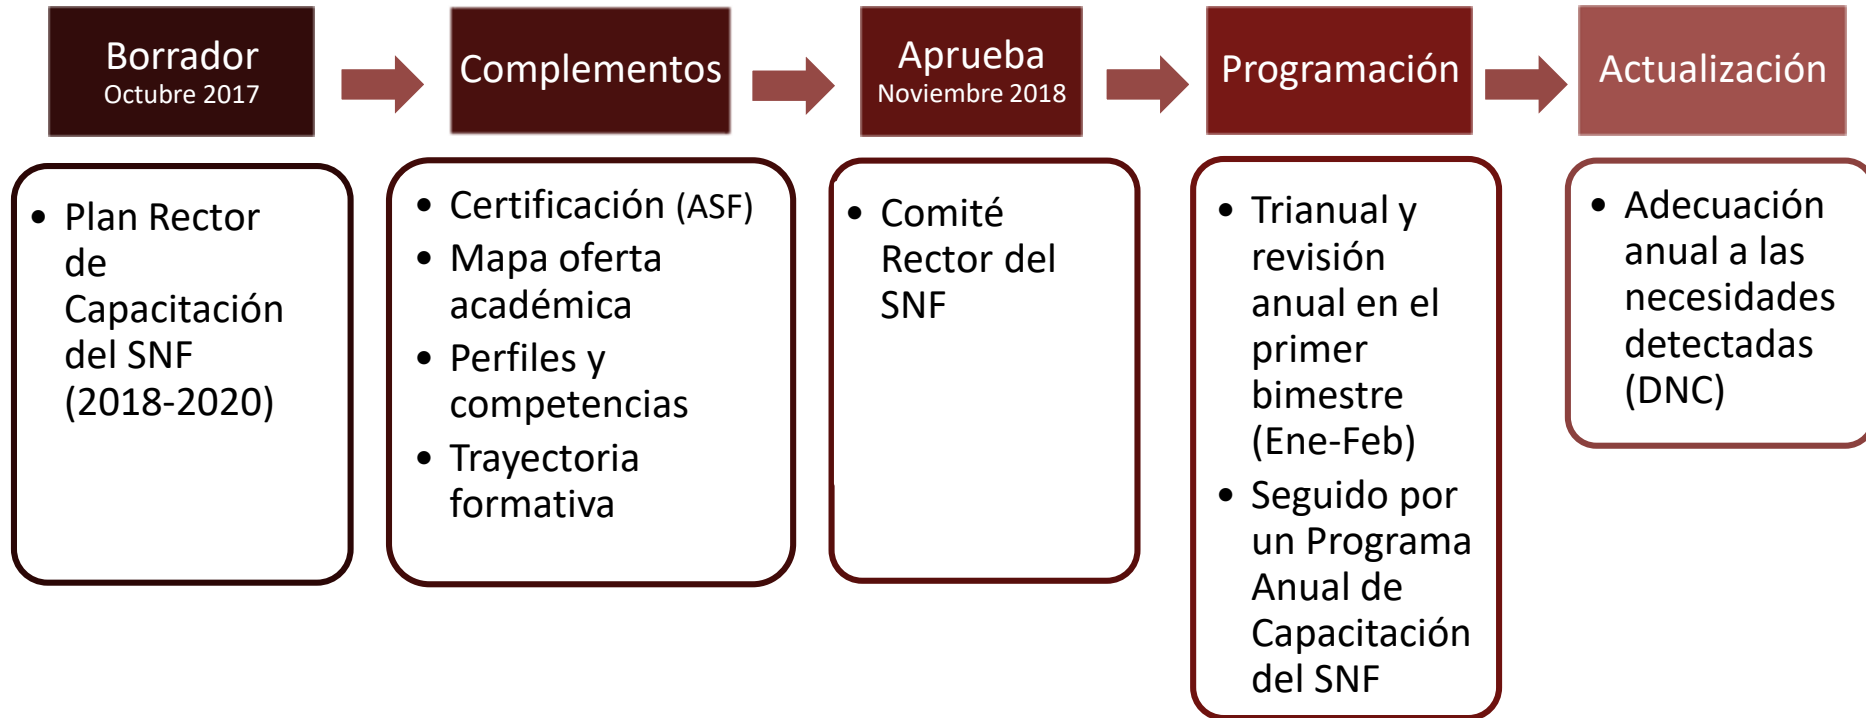 Borrador
Octubre 2017
Complementos
Aprueba
Noviembre 2018
Programación
Actualización
• Plan Rector
de
Capacitación
del SNF
(2018-2020)
• Certificación (ASF)
• Mapa oferta
académica
• Perfiles y
competencias
• Trayectoria
formativa
• Comité
Rector del
SNF
• Trianual y
revisión
anual en el
primer
bimestre
(Ene-Feb)
• Seguido por
un Programa
Anual de
Capacitación
del SNF
• Adecuación
anual a las
necesidades
detectadas
(DNC)